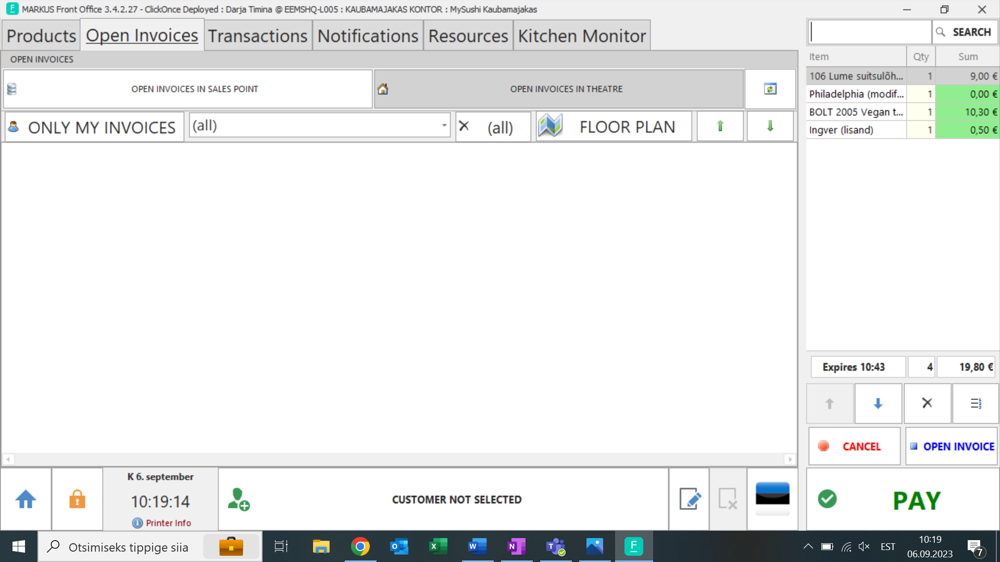 MARKUS Front Office 3.4.2.27 - ClickOnce Deployed : Darja Timina @ EEMSHQ-L005 : KAUBAMAJAKAS KONTOR : MySushi Kaubamajakas
Products Open Invoices Transactions Notifications Resources Kitchen Monitor
SEARCH
OPEN INVOICES
OPEN INVOICES IN SALES POINT
OPEN INVOICES IN THEATRE
ONLY MY INVOICES
(all)
(all)
FLOOR PLAN
Item Qty Sum
106 Lume suitsulõh... 1 9,00 €
Philadelphia (modif... 1 0,00 €
BOLT 2005 Vegan t... 1 10,30 €
Ingver (lisand) 1 0,50 €
Expires 10:43 4 19,80 €
CANCEL
OPEN INVOICE
K 6. september
10:19:14
Printer Info
CUSTOMER NOT SELECTED
PAY
Otsimiseks tippige siia
EST
10:19
06.09.2023
7